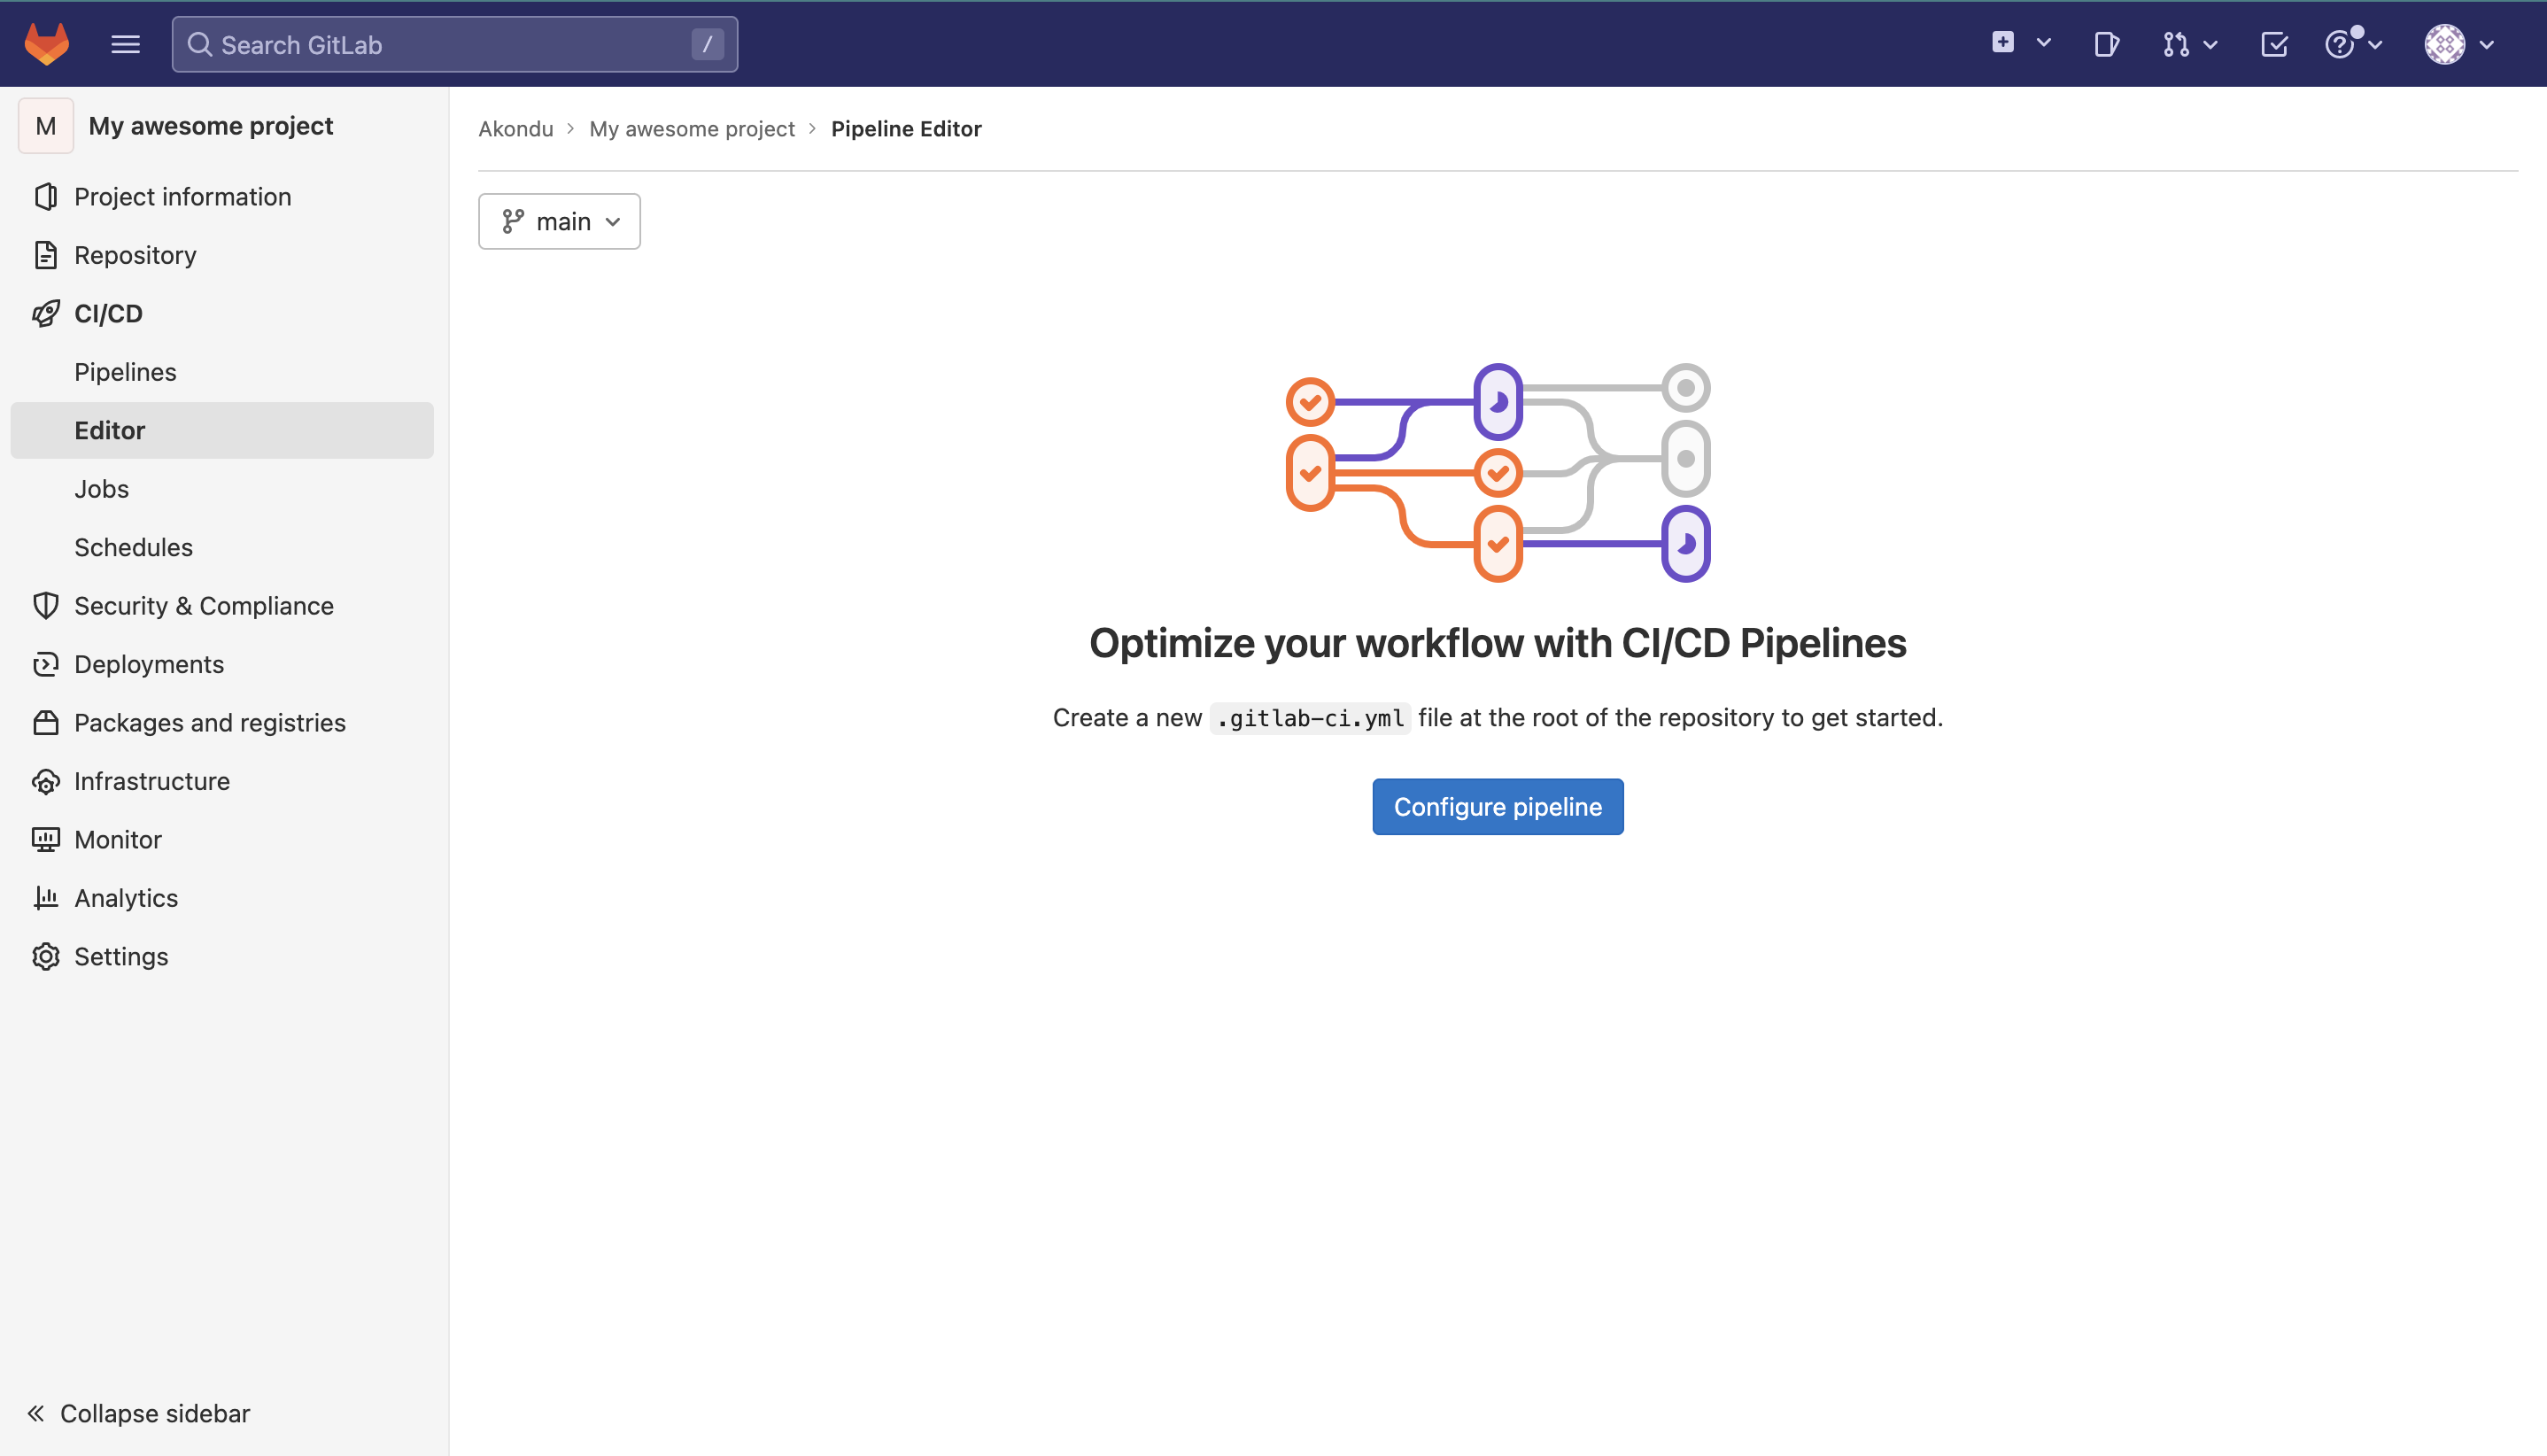 Search GitLab /
M My awesome project
Project information
Repository
CI/CD
Pipelines
Editor
Jobs
Schedules
Security & Compliance
Deployments
Packages and registries
Infrastructure
Monitor
Analytics
Settings
Collapse sidebar
Akondu > My awesome project > Pipeline Editor
main
Optimize your workflow with CI/CD Pipelines
Create a new .gitlab-ci.yml file at the root of the repository to get started.
Configure pipeline